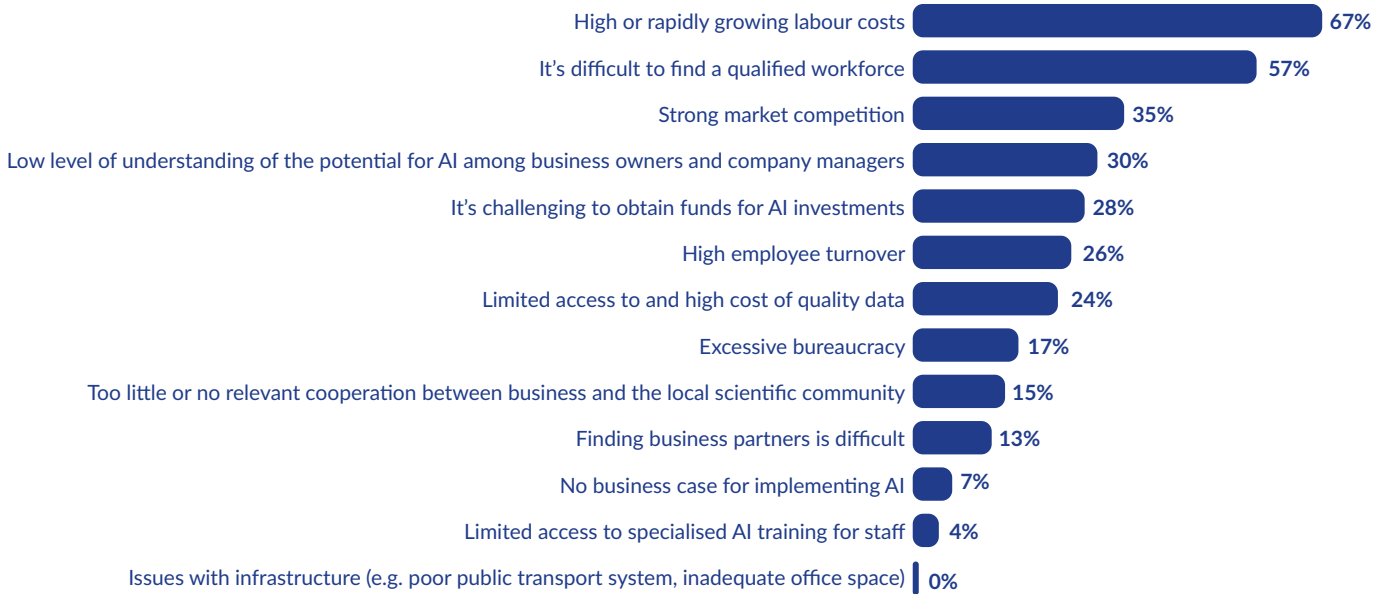 High or rapidly growing labour costs 67%
It’s difficult to find a qualified workforce 57%
Strong market competition 35%
Low level of understanding of the potential for AI among business owners and company managers 30%
It’s challenging to obtain funds for AI investments 28%
High employee turnover 26%
Limited access to and high cost of quality data 24%
Excessive bureaucracy 17%
Too little or no relevant cooperation between business and the local scientific community 15%
Finding business partners is difficult 13%
No business case for implementing AI 7%
Limited access to specialised AI training for staff 4%
Issues with infrastructure (e.g. poor public transport system, inadequate office space) 0%